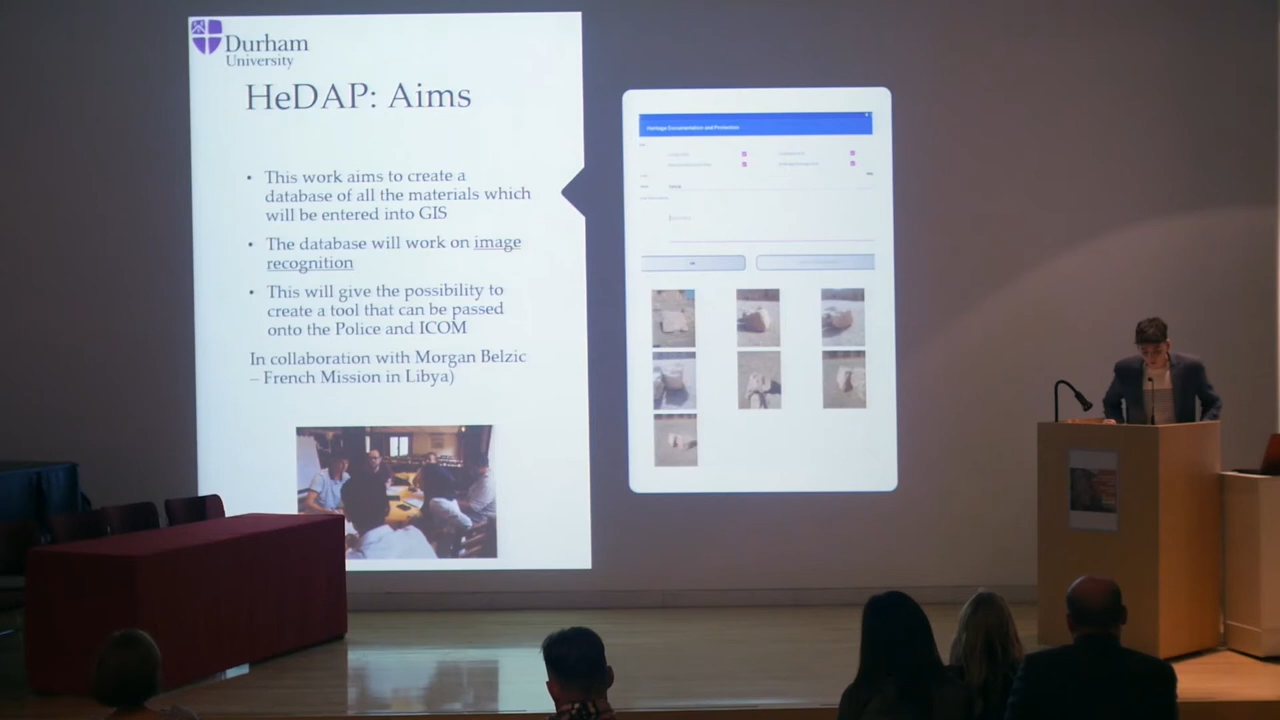 Durham
University
HeDAP: Aims
• This work aims to create a
database of all the materials which
will be entered into GIS
• The database will work on image
recognition
• This will give the possibility to
create a tool that can be passed
onto the Police and ICOM
In collaboration with Morgan Belzic
– French Mission in Libya)
Heritage Documentation and Protection